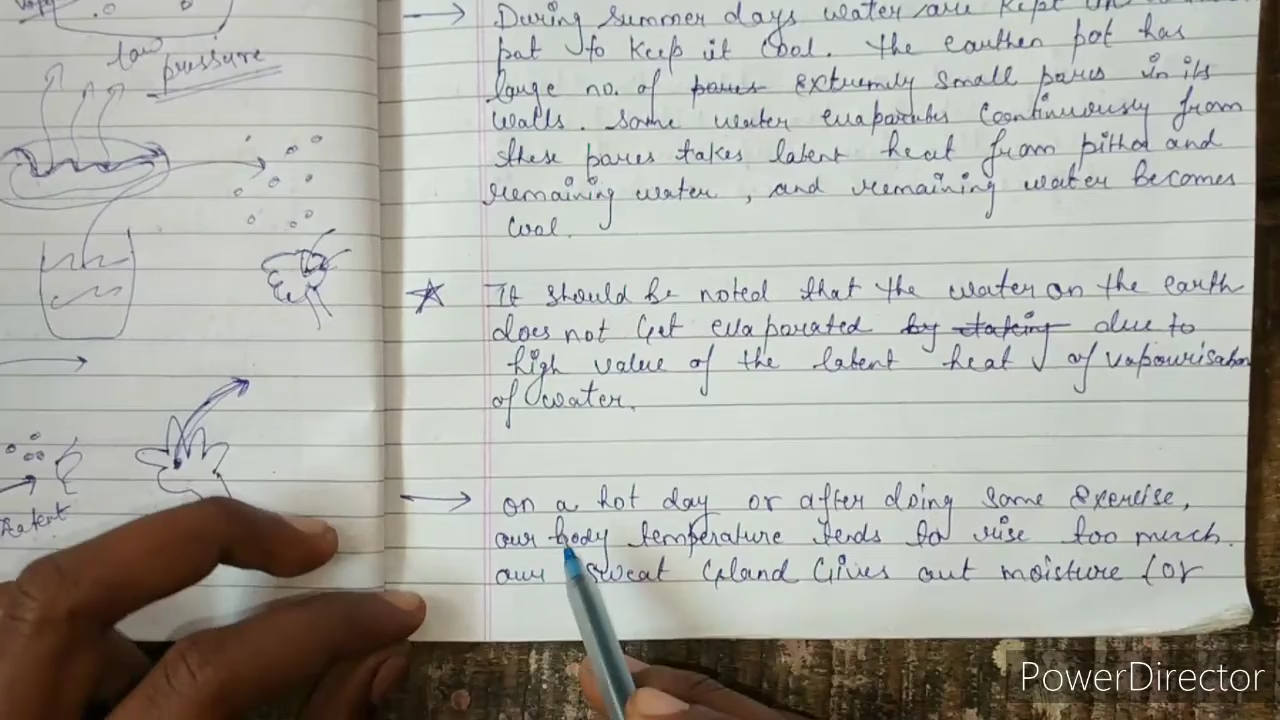 low
pressure
Latent
→ During summer days water are kept
pot to keep it cool. The earthen pot has
large no. of pores extremly small pores in its
walls. Some water evaporates continuously from
these pores takes latent heat from pither and
remaining water, and remaining water becomes
cool.
☆ It should be noted that the water on the earth
does not get evaporated by taking due to
high value of the latent heat of vapourisation
of water.
→ on a hot day or after doing some exercise,
our body temperature tends to rise too much.
our sweat gland gives out moisture (or
PowerDirector